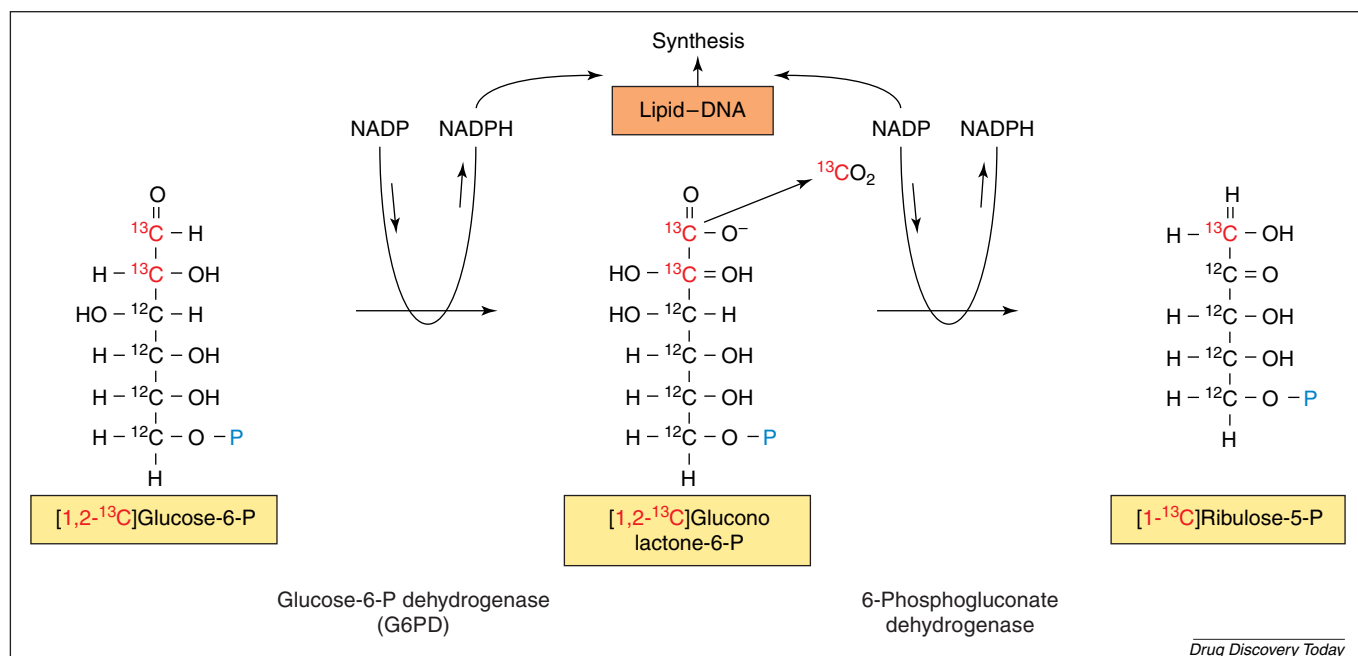 Synthesis
Lipid–DNA
NADP NADPH
NADP NADPH
¹³CO₂
O
||
¹³C – H
H – ¹³C – OH
HO – ¹²C – H
H – ¹²C – OH
H – ¹²C – OH
H – ¹²C – O – P
H
[1,2-¹³C]Glucose-6-P
O
||
¹³C – O⁻
HO – ¹³C = OH
HO – ¹²C – H
H – ¹²C – OH
H – ¹²C – OH
H – ¹²C – O – P
H
[1,2-¹³C]Glucono
lactone-6-P
H
||
H – ¹³C – OH
¹²C = O
H – ¹²C – OH
H – ¹²C – OH
H – ¹²C – O – P
H
[1-¹³C]Ribulose-5-P
Glucose-6-P dehydrogenase
(G6PD)
6-Phosphogluconate
dehydrogenase
Drug Discovery Today